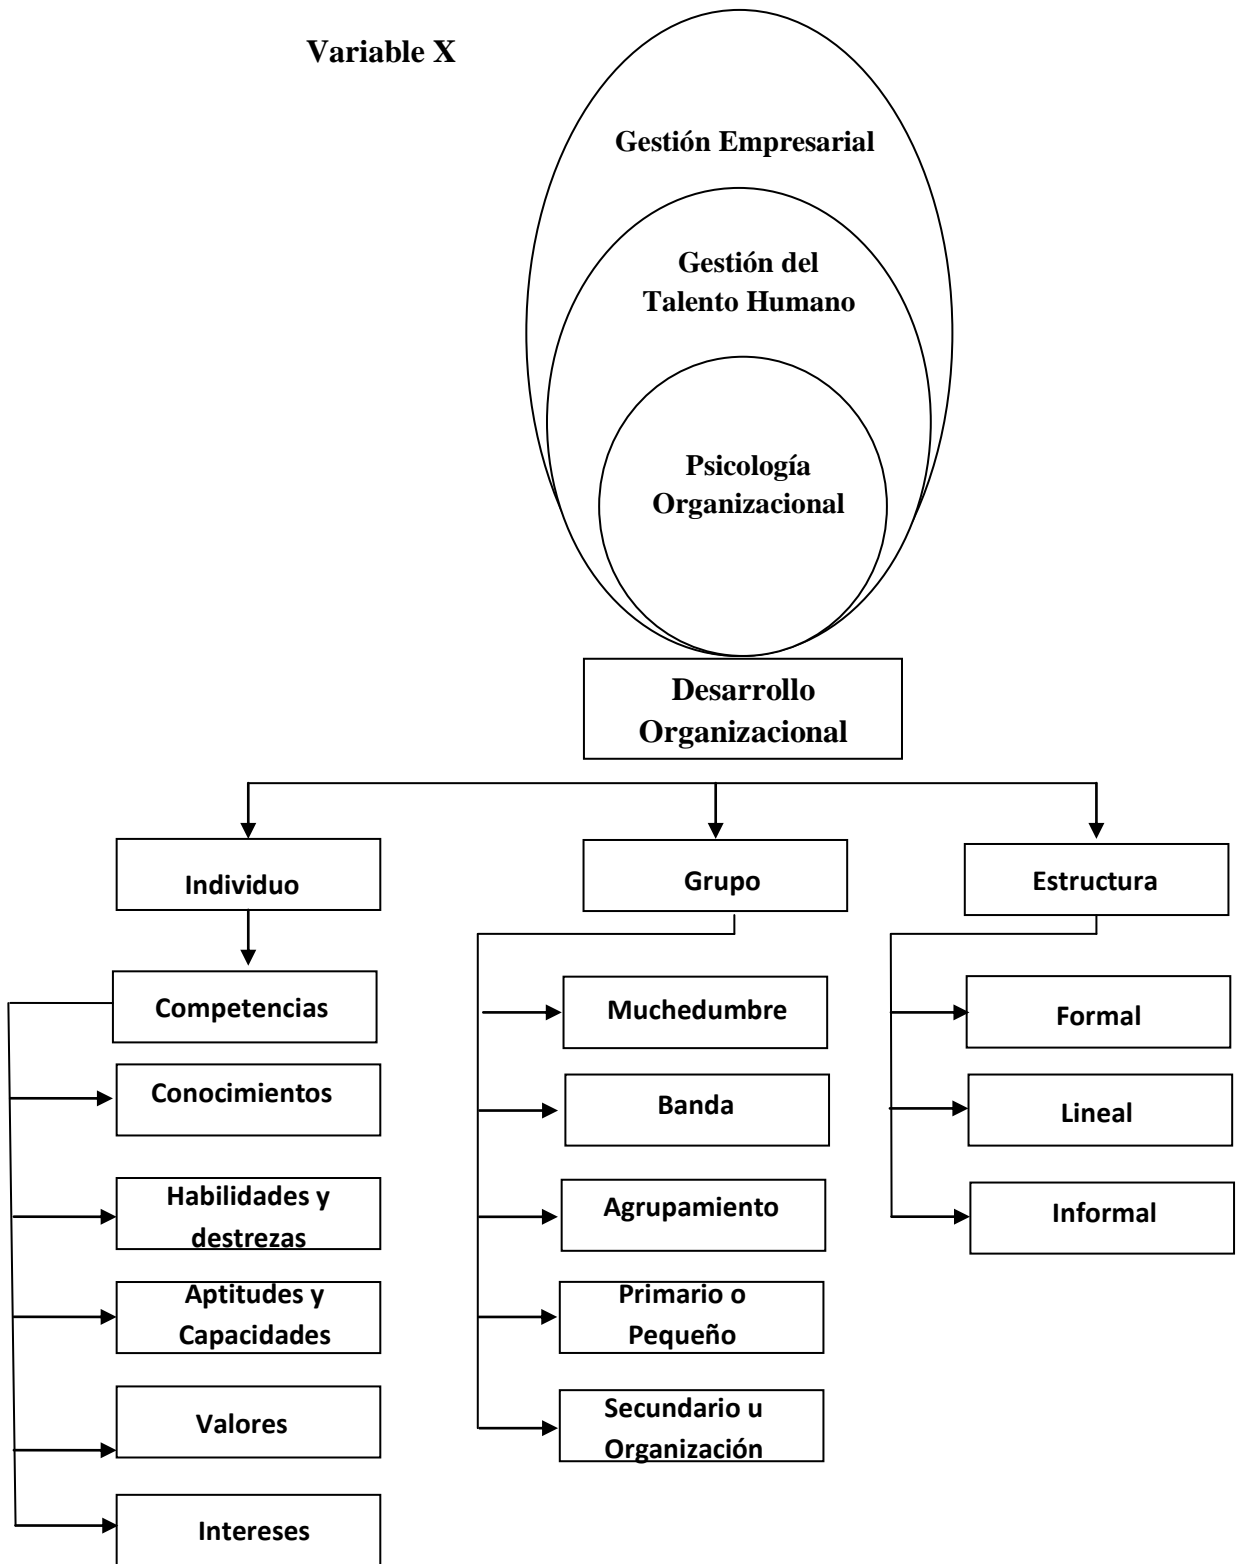 Variable X
Gestión Empresarial
Gestión del
Talento Humano
Psicología
Organizacional
Desarrollo
Organizacional
Individuo
Grupo
Estructura
Competencias
Conocimientos
Habilidades y
destrezas
Aptitudes y
Capacidades
Valores
Intereses
Muchedumbre
Banda
Agrupamiento
Primario o
Pequeño
Secundario u
Organización
Formal
Lineal
Informal